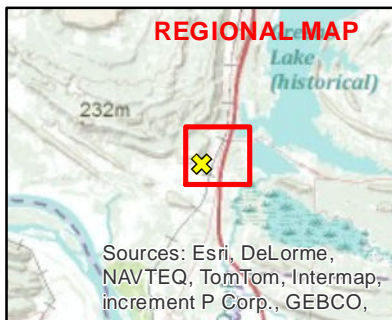 REGIONAL MAP
Lake
(historical)
232m
Sources: Esri, DeLorme,
NAVTEQ, TomTom, Intermap,
increment P Corp., GEBCO,